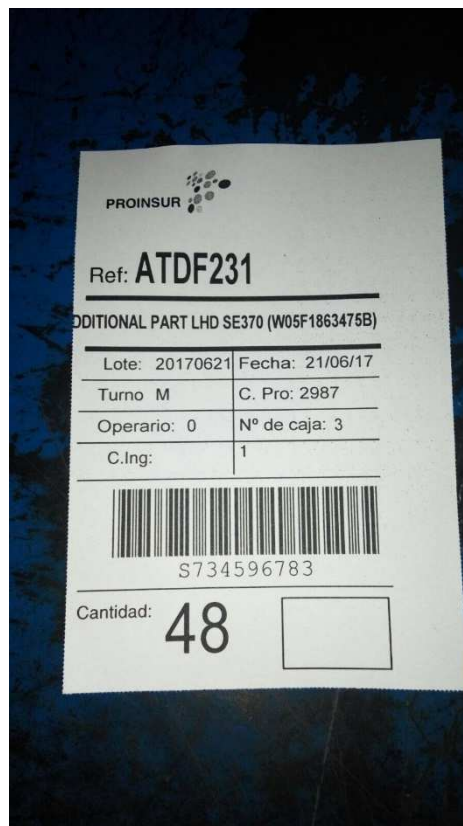 PROINSUR
Ref: ATDF231
DDITIONAL PART LHD SE370 (W05F1863475B)
Lote: 20170621 Fecha: 21/06/17
Turno M C. Pro: 2987
Operario: 0 Nº de caja: 3
C.Ing: 1
S734596783
Cantidad: 48